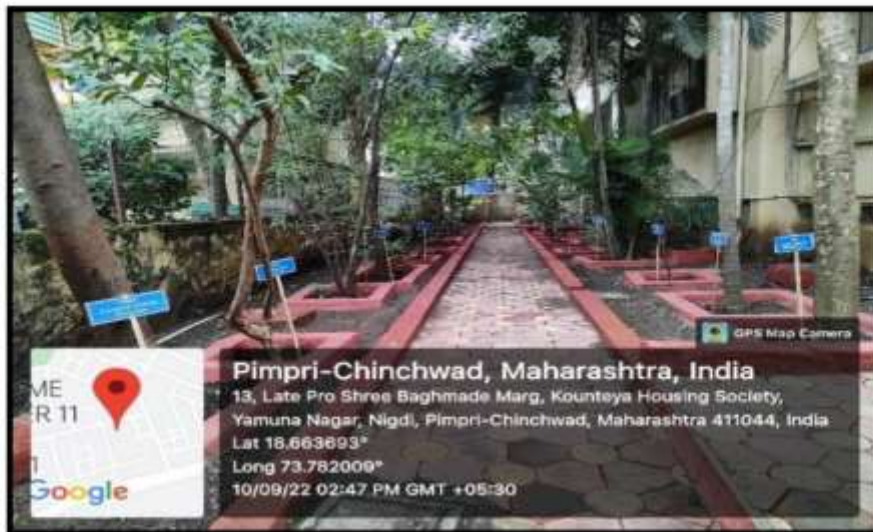 GPS Map Camera
Pimpri-Chinchwad, Maharashtra, India
13, Late Pro Shree Baghmade Marg, Kounteya Housing Society,
Yamuna Nagar, Nigdi, Pimpri-Chinchwad, Maharashtra 411044, India
Lat 18.663693°
Long 73.782009°
10/09/22 02:47 PM GMT +05:30
ME
R 11
1
Google